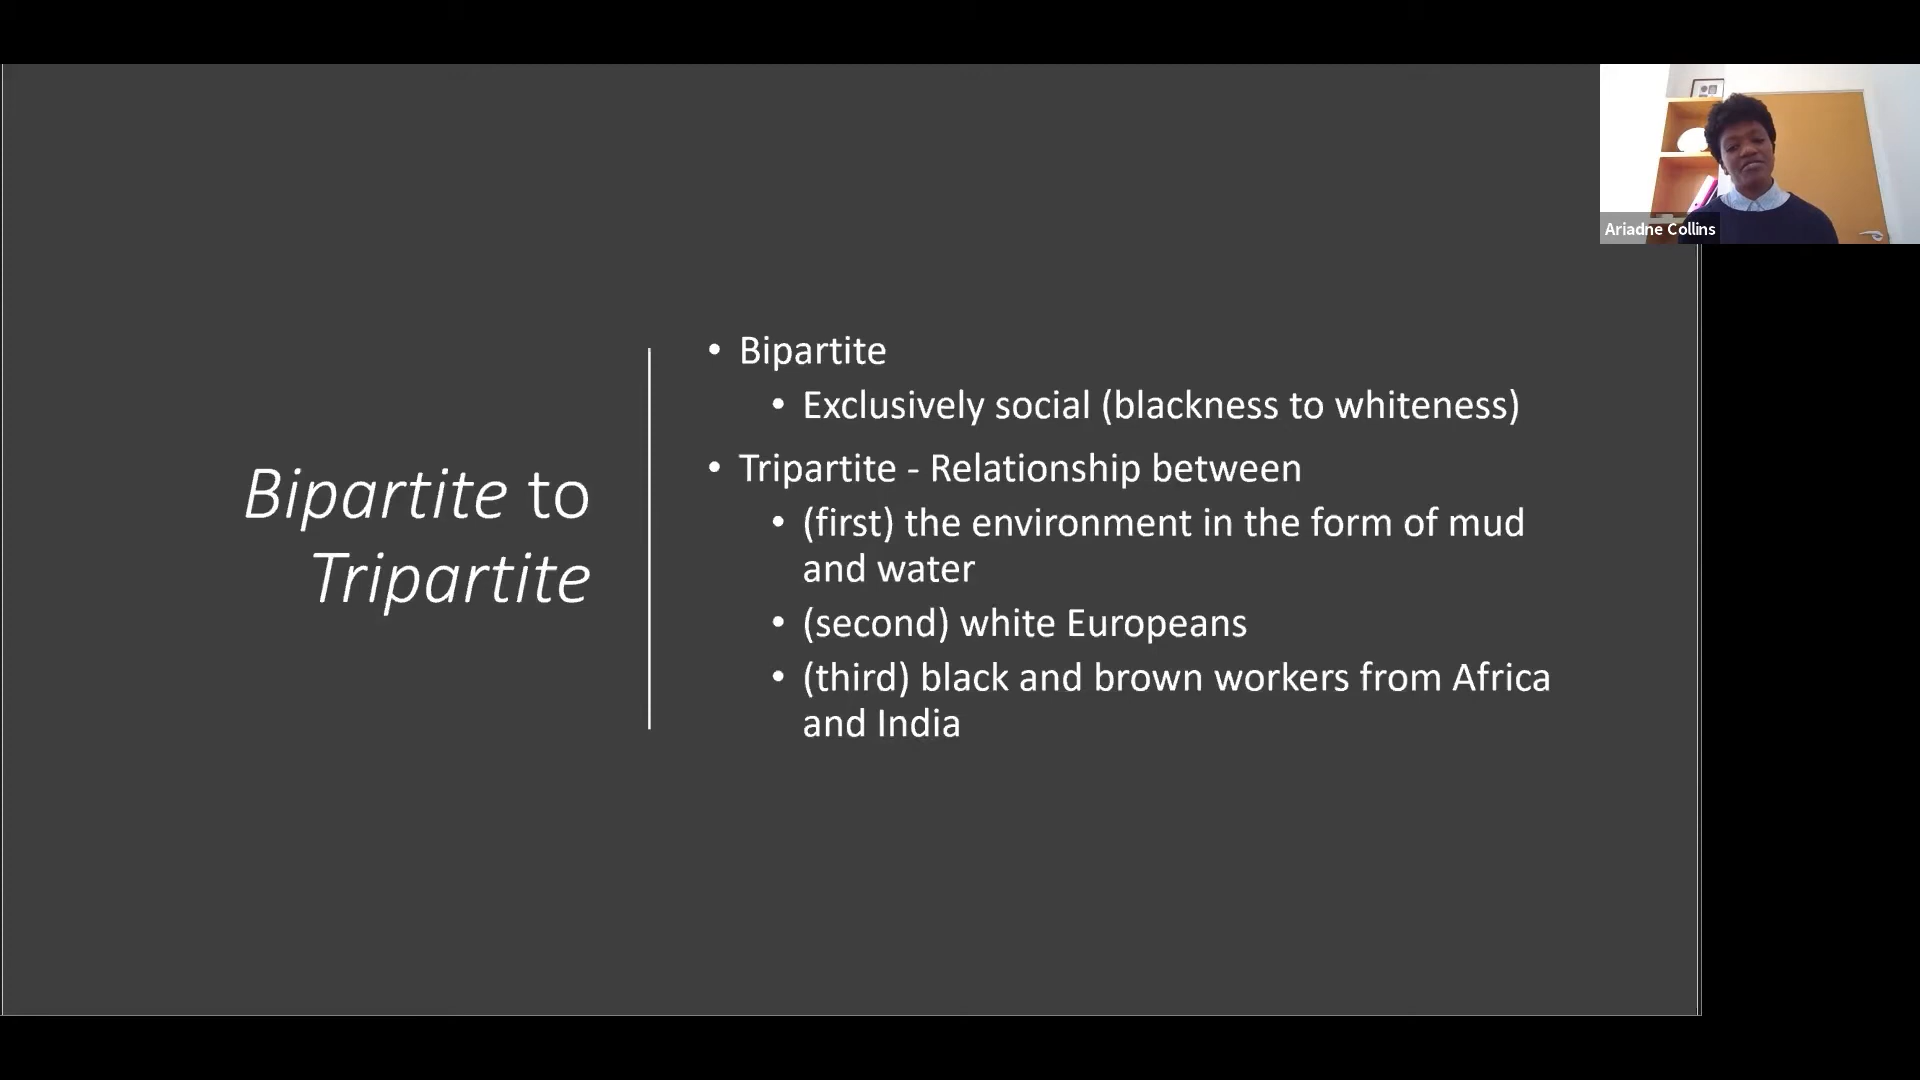 Ariadne Collins
Bipartite to
Tripartite
• Bipartite
• Exclusively social (blackness to whiteness)
• Tripartite - Relationship between
• (first) the environment in the form of mud
and water
• (second) white Europeans
• (third) black and brown workers from Africa
and India